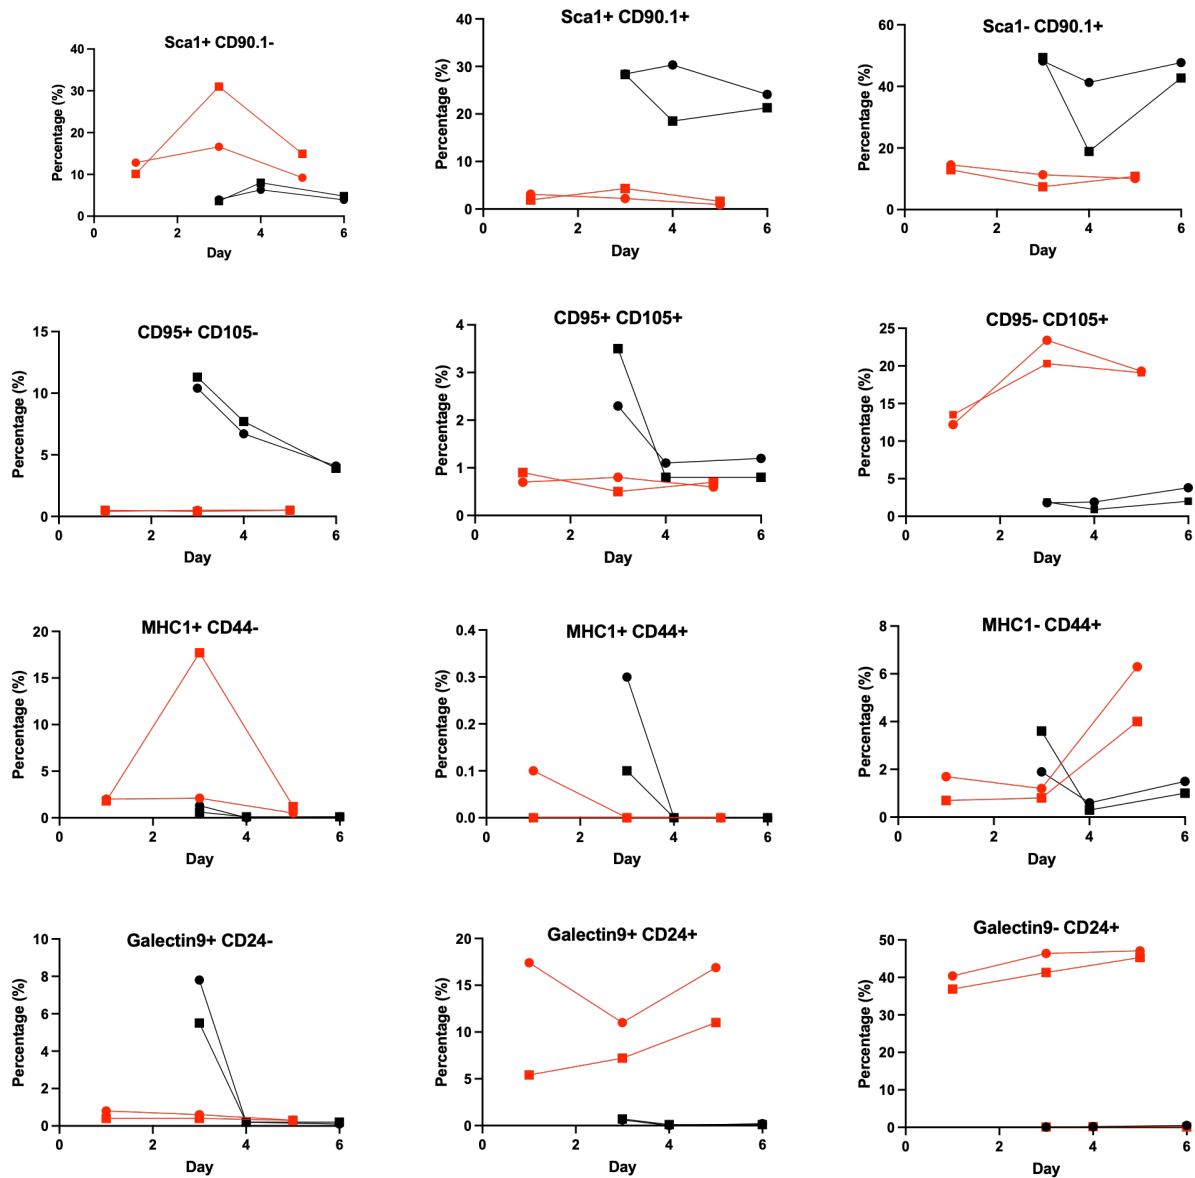 Sca1+ CD90.1-
Percentage (%)
40
30
20
10
0
0 2 4 6
Day
Sca1+ CD90.1+
Percentage (%)
40
30
20
10
0
0 2 4 6
Day
Sca1- CD90.1+
Percentage (%)
60
40
20
0
0 2 4 6
Day
CD95+ CD105-
Percentage (%)
15
10
5
0
0 2 4 6
Day
CD95+ CD105+
Percentage (%)
4
3
2
1
0
0 2 4 6
Day
CD95- CD105+
Percentage (%)
25
20
15
10
5
0
0 2 4 6
Day
MHC1+ CD44-
Percentage (%)
20
15
10
5
0
0 2 4 6
Day
MHC1+ CD44+
Percentage (%)
0.4
0.3
0.2
0.1
0.0
0 2 4 6
Day
MHC1- CD44+
Percentage (%)
8
6
4
2
0
0 2 4 6
Day
Galectin9+ CD24-
Percentage (%)
10
8
6
4
2
0
0 2 4 6
Day
Galectin9+ CD24+
Percentage (%)
20
15
10
5
0
0 2 4 6
Day
Galectin9- CD24+
Percentage (%)
50
40
30
20
10
0
0 2 4 6
Day